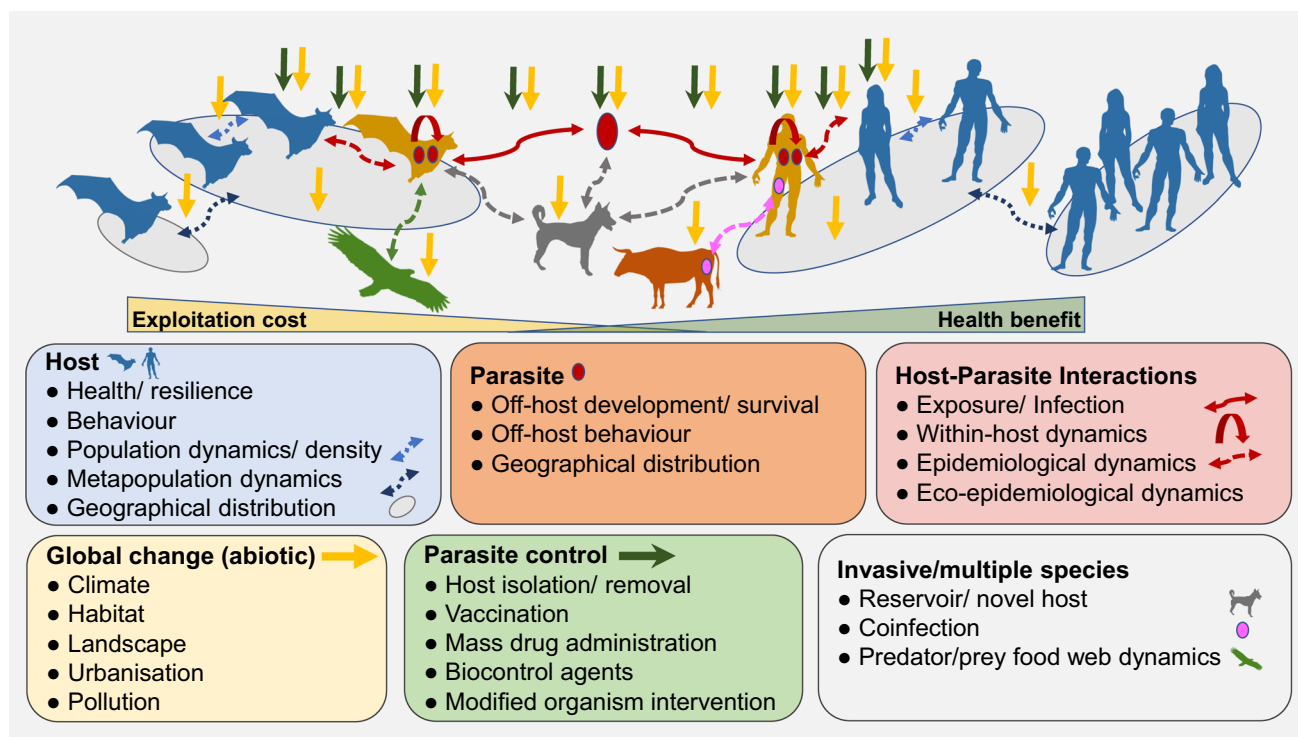 Exploitation cost
Health benefit
Host
● Health/ resilience
● Behaviour
● Population dynamics/ density
● Metapopulation dynamics
● Geographical distribution
Parasite
● Off-host development/ survival
● Off-host behaviour
● Geographical distribution
Host-Parasite Interactions
● Exposure/ Infection
● Within-host dynamics
● Epidemiological dynamics
● Eco-epidemiological dynamics
Global change (abiotic)
● Climate
● Habitat
● Landscape
● Urbanisation
● Pollution
Parasite control
● Host isolation/ removal
● Vaccination
● Mass drug administration
● Biocontrol agents
● Modified organism intervention
Invasive/multiple species
● Reservoir/ novel host
● Coinfection
● Predator/prey food web dynamics